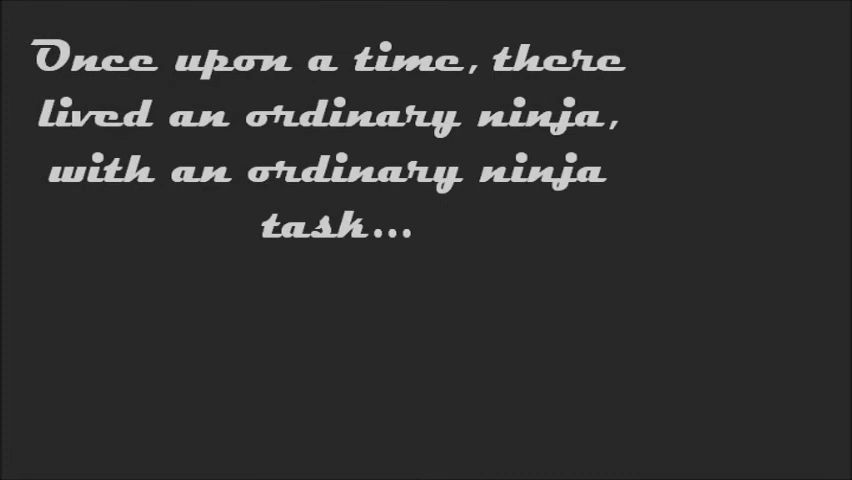 Once upon a time, there
lived an ordinary ninja,
with an ordinary ninja
task...